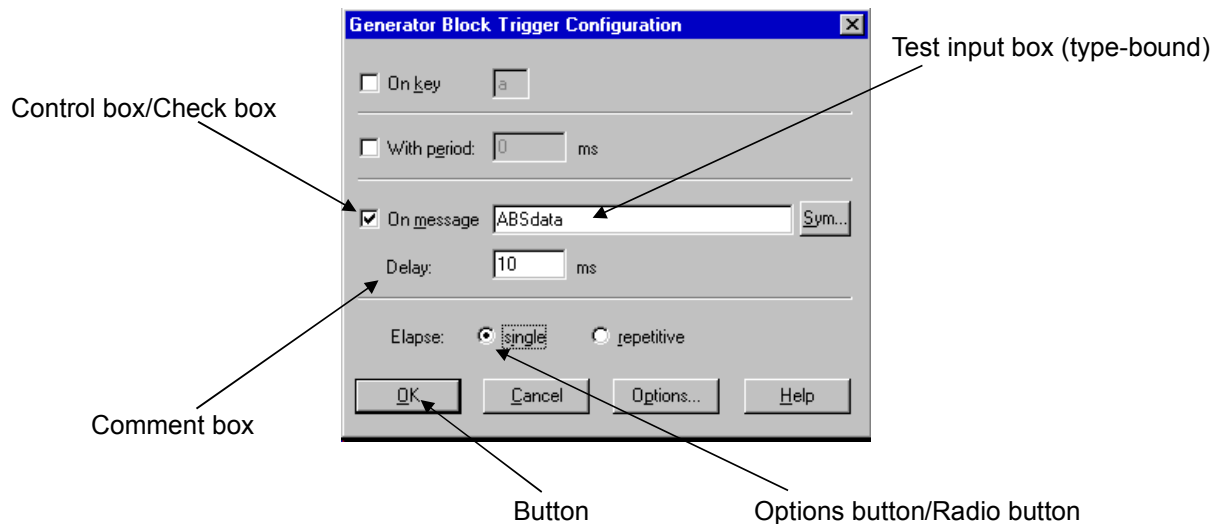 Generator Block Trigger Configuration
Test input box (type-bound)
On key a
Control box/Check box
With period: 0 ms
On message ABSdata Sym...
Delay: 10 ms
Elapse: single repetitive
OK Cancel Options... Help
Comment box
Button Options button/Radio button